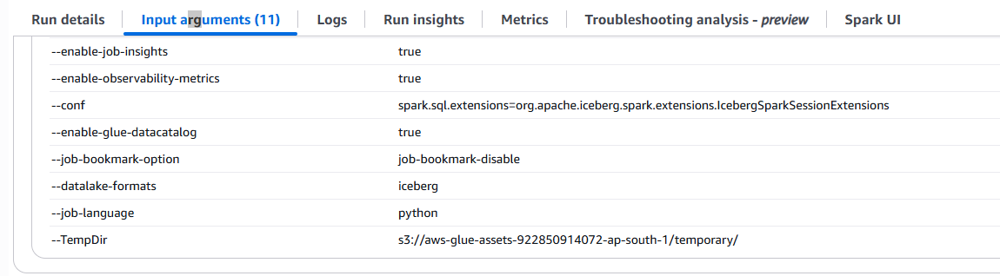 Run details Input arguments (11) Logs Run insights Metrics Troubleshooting analysis - preview Spark UI
--enable-job-insights true
--enable-observability-metrics true
--conf spark.sql.extensions=org.apache.iceberg.spark.extensions.IcebergSparkSessionExtensions
--enable-glue-datacatalog true
--job-bookmark-option job-bookmark-disable
--datalake-formats iceberg
--job-language python
--TempDir s3://aws-glue-assets-922850914072-ap-south-1/temporary/